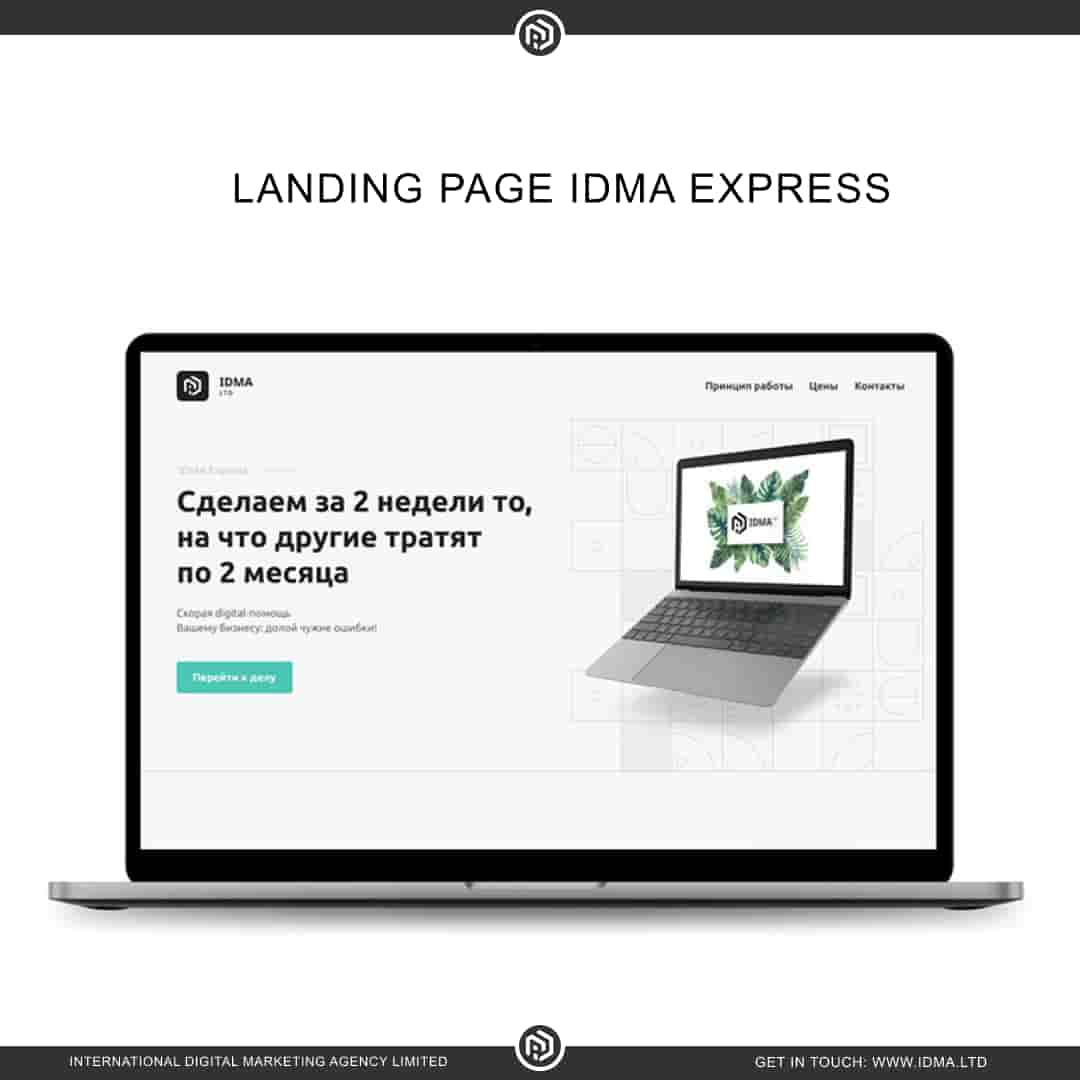 LANDING PAGE IDMA EXPRESS
IDMA
LTD
Принцип работы Цены Контакты
IDMA Express
Сделаем за 2 недели то,
на что другие тратят
по 2 месяца
Скорая digital-помощь
Вашему бизнесу: долой чужие ошибки!
Перейти к делу
IDMA
INTERNATIONAL DIGITAL MARKETING AGENCY LIMITED
GET IN TOUCH: WWW.IDMA.LTD